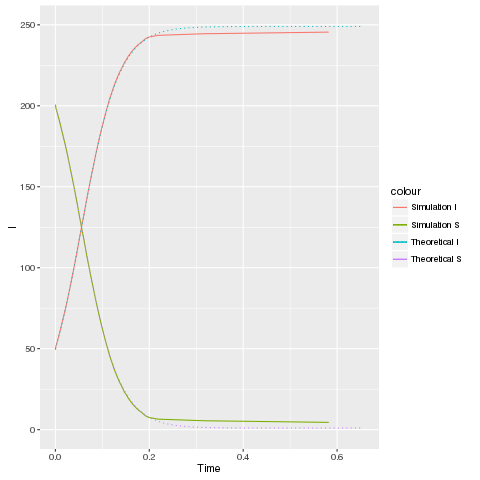 250
200
150
100
50
0
I
0.0 0.2 0.4 0.6
Time
colour
Simulation I
Simulation S
Theoretical I
Theoretical S